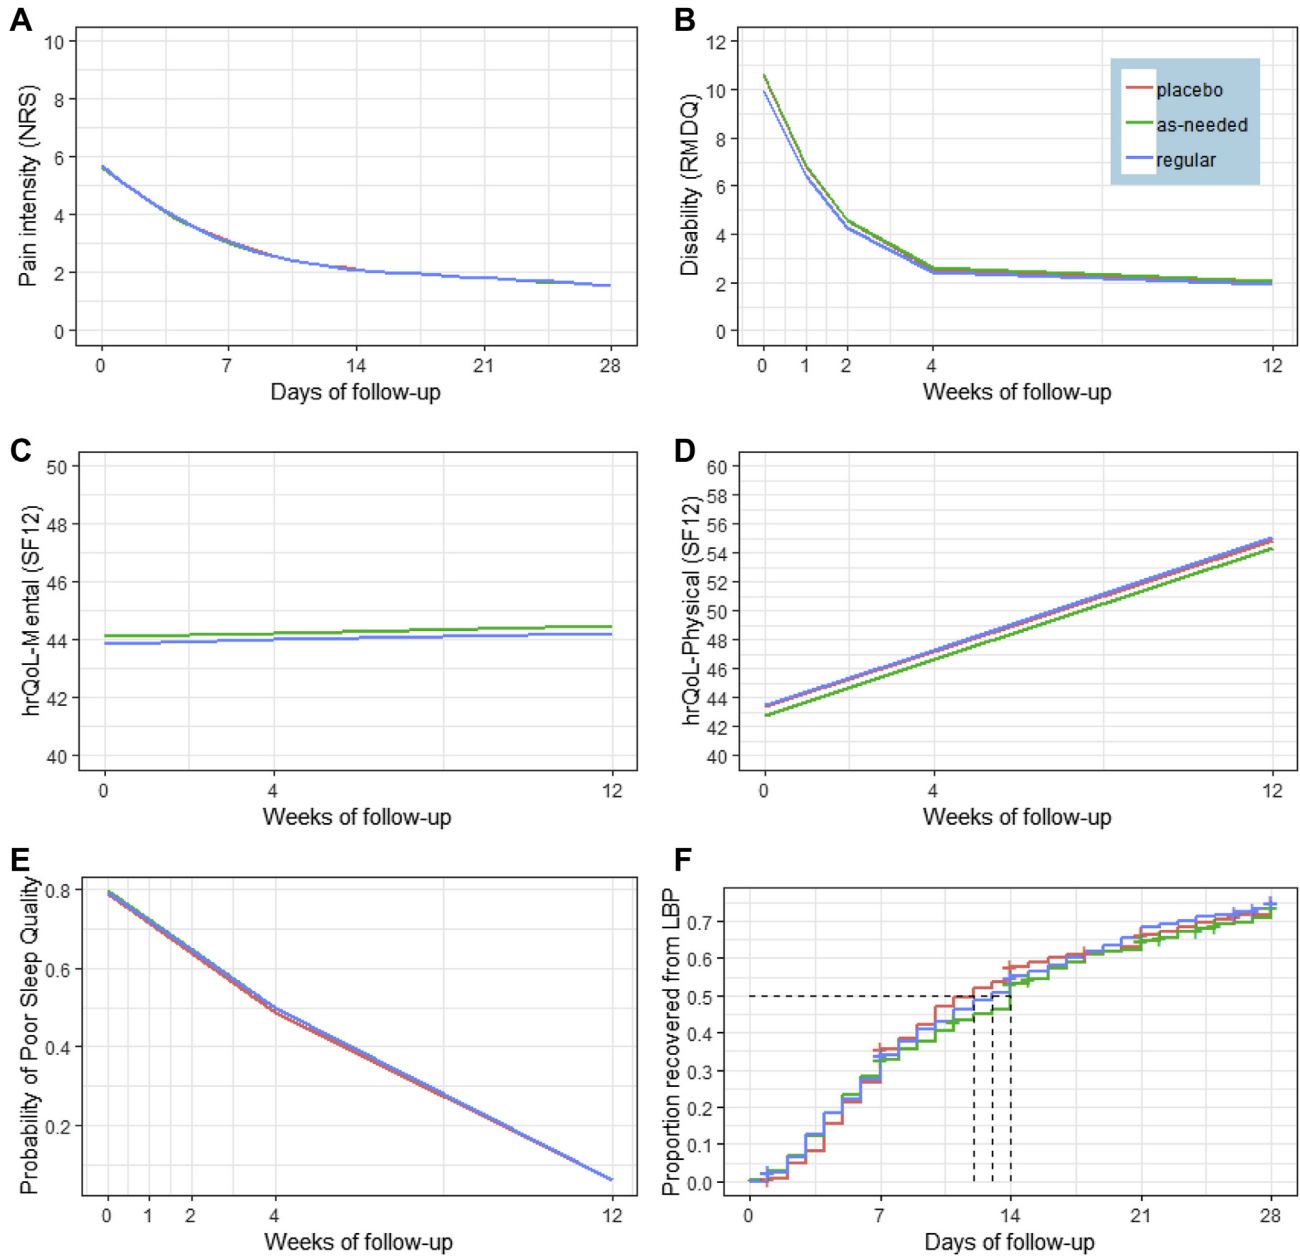 A
Pain intensity (NRS)
10
8
6
4
2
0
0 7 14 21 28
Days of follow-up
B
Disability (RMDQ)
12
10
8
6
4
2
0
placebo
as-needed
regular
0 1 2 4 12
Weeks of follow-up
C
hrQoL-Mental (SF12)
50
48
46
44
42
40
0 4 12
Weeks of follow-up
D
hrQoL-Physical (SF12)
60
58
56
54
52
50
48
46
44
42
40
0 4 12
Weeks of follow-up
E
Probability of Poor Sleep Quality
0.8
0.6
0.4
0.2
0 1 2 4 12
Weeks of follow-up
F
Proportion recovered from LBP
0.7
0.6
0.5
0.4
0.3
0.2
0.1
0.0
0 7 14 21 28
Days of follow-up